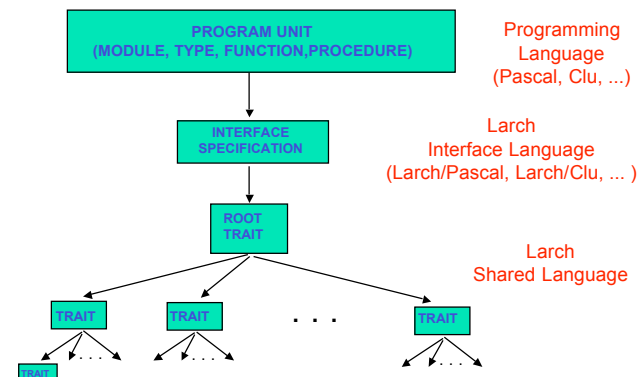 PROGRAM UNIT
(MODULE, TYPE, FUNCTION,PROCEDURE)
Programming
Language
(Pascal, Clu, ...)
INTERFACE
SPECIFICATION
Larch
Interface Language
(Larch/Pascal, Larch/Clu, ... )
ROOT
TRAIT
Larch
Shared Language
TRAIT
TRAIT
. . .
TRAIT
. . .
. . .
. . .
TRAIT